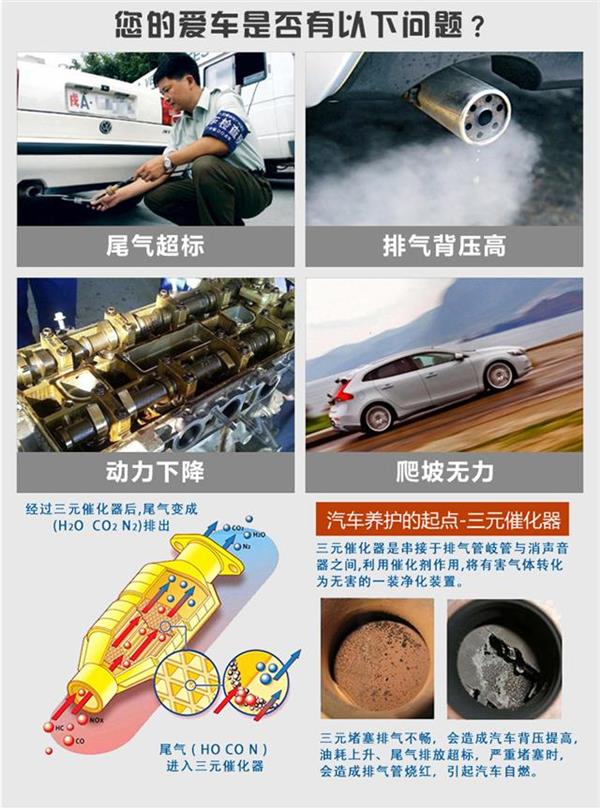 您的爱车是否有以下问题？
尾气超标
排气背压高
动力下降
爬坡无力
经过三元催化器后,尾气变成
(H2O CO2 N2)排出
CO2
H2O
N2
HC
NOX
CO
尾气（HO CO N）
进入三元催化器
汽车养护的起点-三元催化器
三元催化器是串接于排气管岐管与消声音
器之间,利用催化剂作用,将有害气体转化
为无害的一装净化装置。
三元堵塞排气不畅，会造成汽车背压提高,
油耗上升、尾气排放超标，严重堵塞时,
会造成排气管烧红，引起汽车自燃。